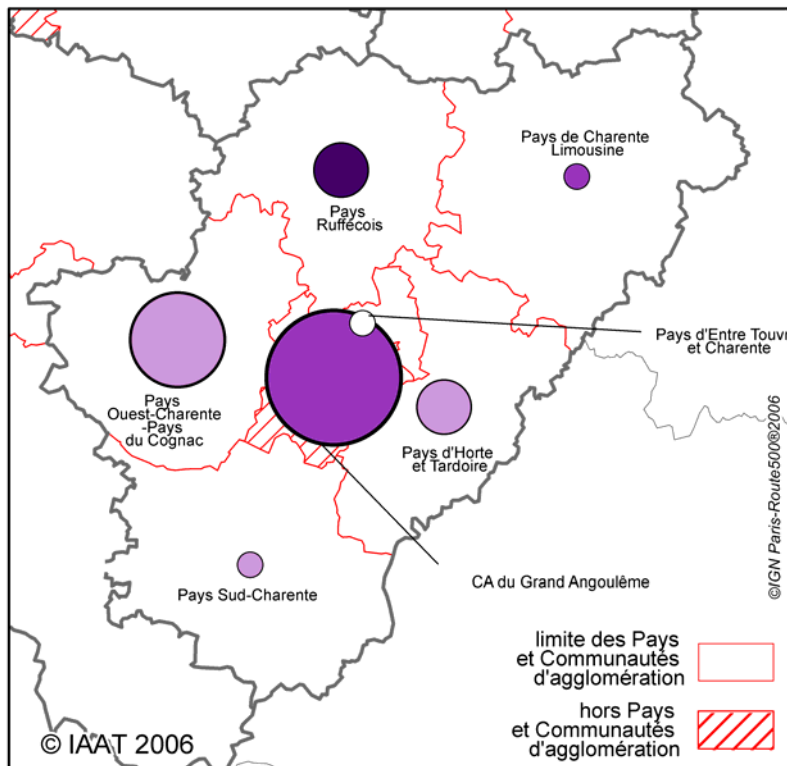 Pays de Charente
Limousine
Pays
Ruffécois
Pays d'Entre Touvr
et Charente
Pays
Ouest-Charente
-Pays
du Cognac
Pays d'Horte
et Tardoire
CA du Grand Angoulême
Pays Sud-Charente
©IGN Paris-Route500®2006
limite des Pays
et Communautés
d'agglomération
hors Pays
et Communautés
d'agglomération
© IAAT 2006